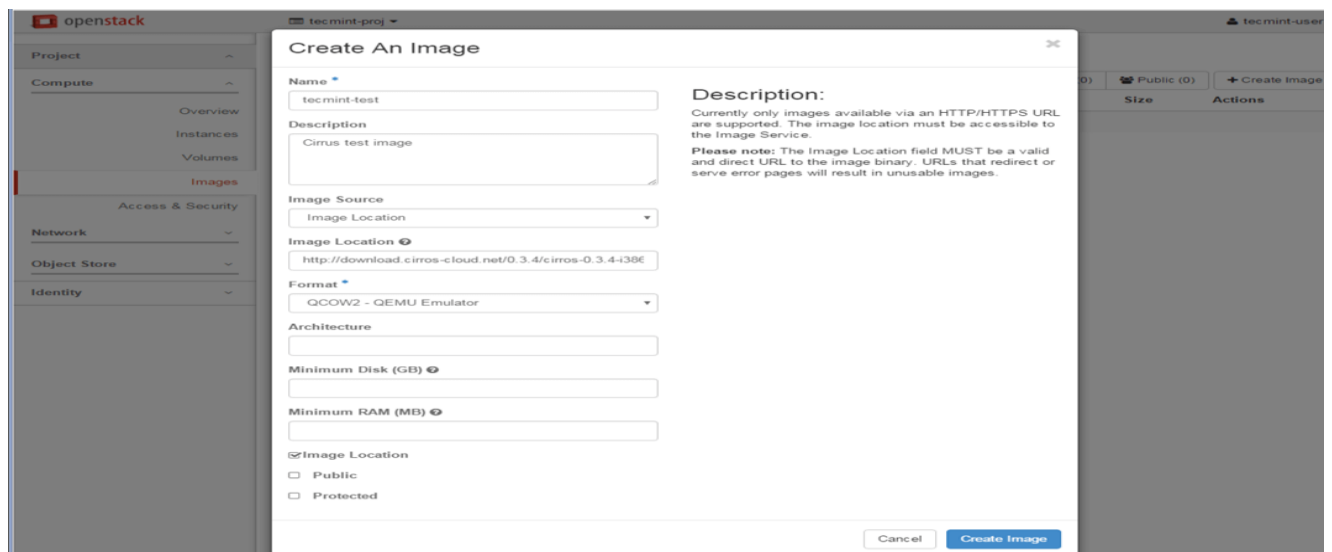 openstack
tecmint-proj
tecmint-user
Project
Compute
Overview
Instances
Volumes
Images
Access & Security
Network
Object Store
Identity
Create An Image
Name *
tecmint-test
Description
Cirrus test image
Image Source
Image Location
Image Location
http://download.cirros-cloud.net/0.3.4/cirros-0.3.4-i386
Format *
QCOW2 - QEMU Emulator
Architecture
Minimum Disk (GB)
Minimum RAM (MB)
Image Location
Public
Protected
Description:
Currently only images available via an HTTP/HTTPS URL
are supported. The image location must be accessible to
the Image Service.
Please note: The Image Location field MUST be a valid
and direct URL to the image binary. URLs that redirect or
serve error pages will result in unusable images.
Cancel
Create Image
0)
Public (0)
+ Create Image
Size
Actions